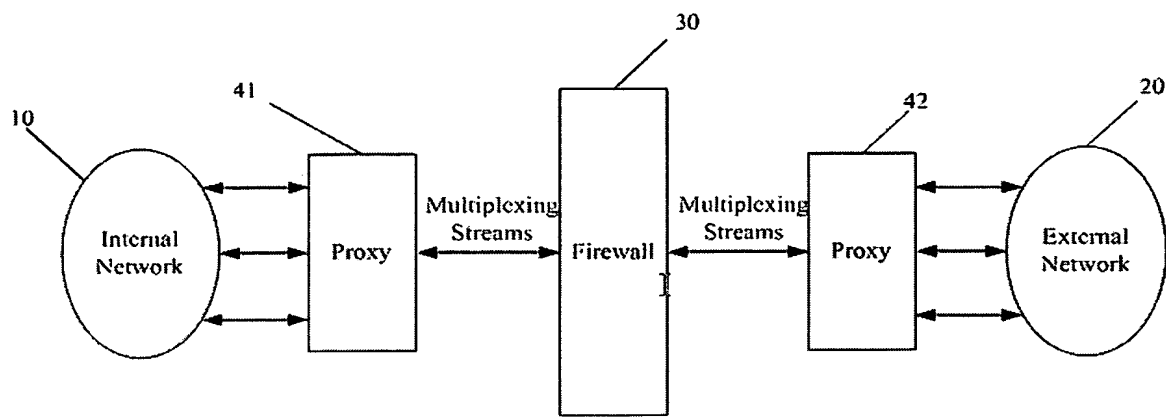 30
41
42
20
10
Multiplexing
Streams
Multiplexing
Streams
Internal
Network
Proxy
Firewall
Proxy
External
Network